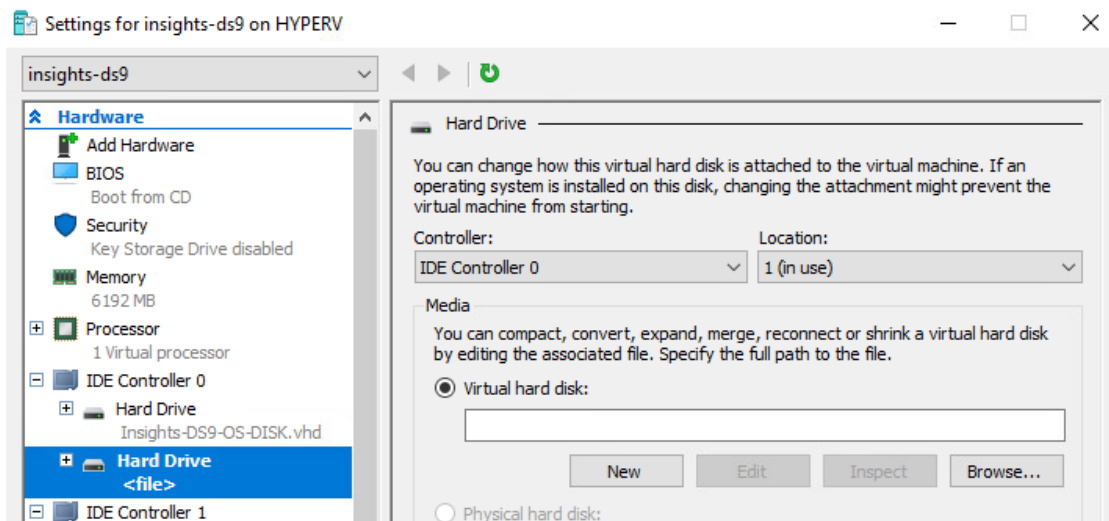 Settings for insights-ds9 on HYPERV
insights-ds9
Hardware
Add Hardware
BIOS
Boot from CD
Security
Key Storage Drive disabled
Memory
6192 MB
Processor
1 Virtual processor
IDE Controller 0
Hard Drive
Insights-DS9-OS-DISK.vhd
Hard Drive
<file>
IDE Controller 1
Hard Drive
You can change how this virtual hard disk is attached to the virtual machine. If an
operating system is installed on this disk, changing the attachment might prevent the
virtual machine from starting.
Controller:
Location:
IDE Controller 0
1 (in use)
Media
You can compact, convert, expand, merge, reconnect or shrink a virtual hard disk
by editing the associated file. Specify the full path to the file.
Virtual hard disk:
New
Edit
Inspect
Browse...
Physical hard disk: